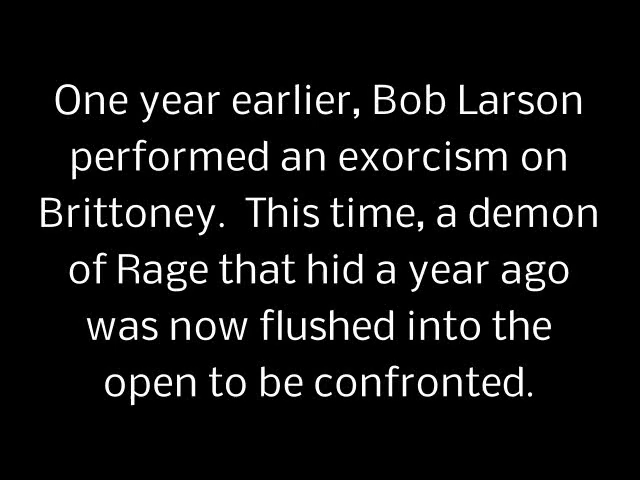 One year earlier, Bob Larson
performed an exorcism on
Brittoney.  This time, a demon
of Rage that hid a year ago
was now flushed into the
open to be confronted.